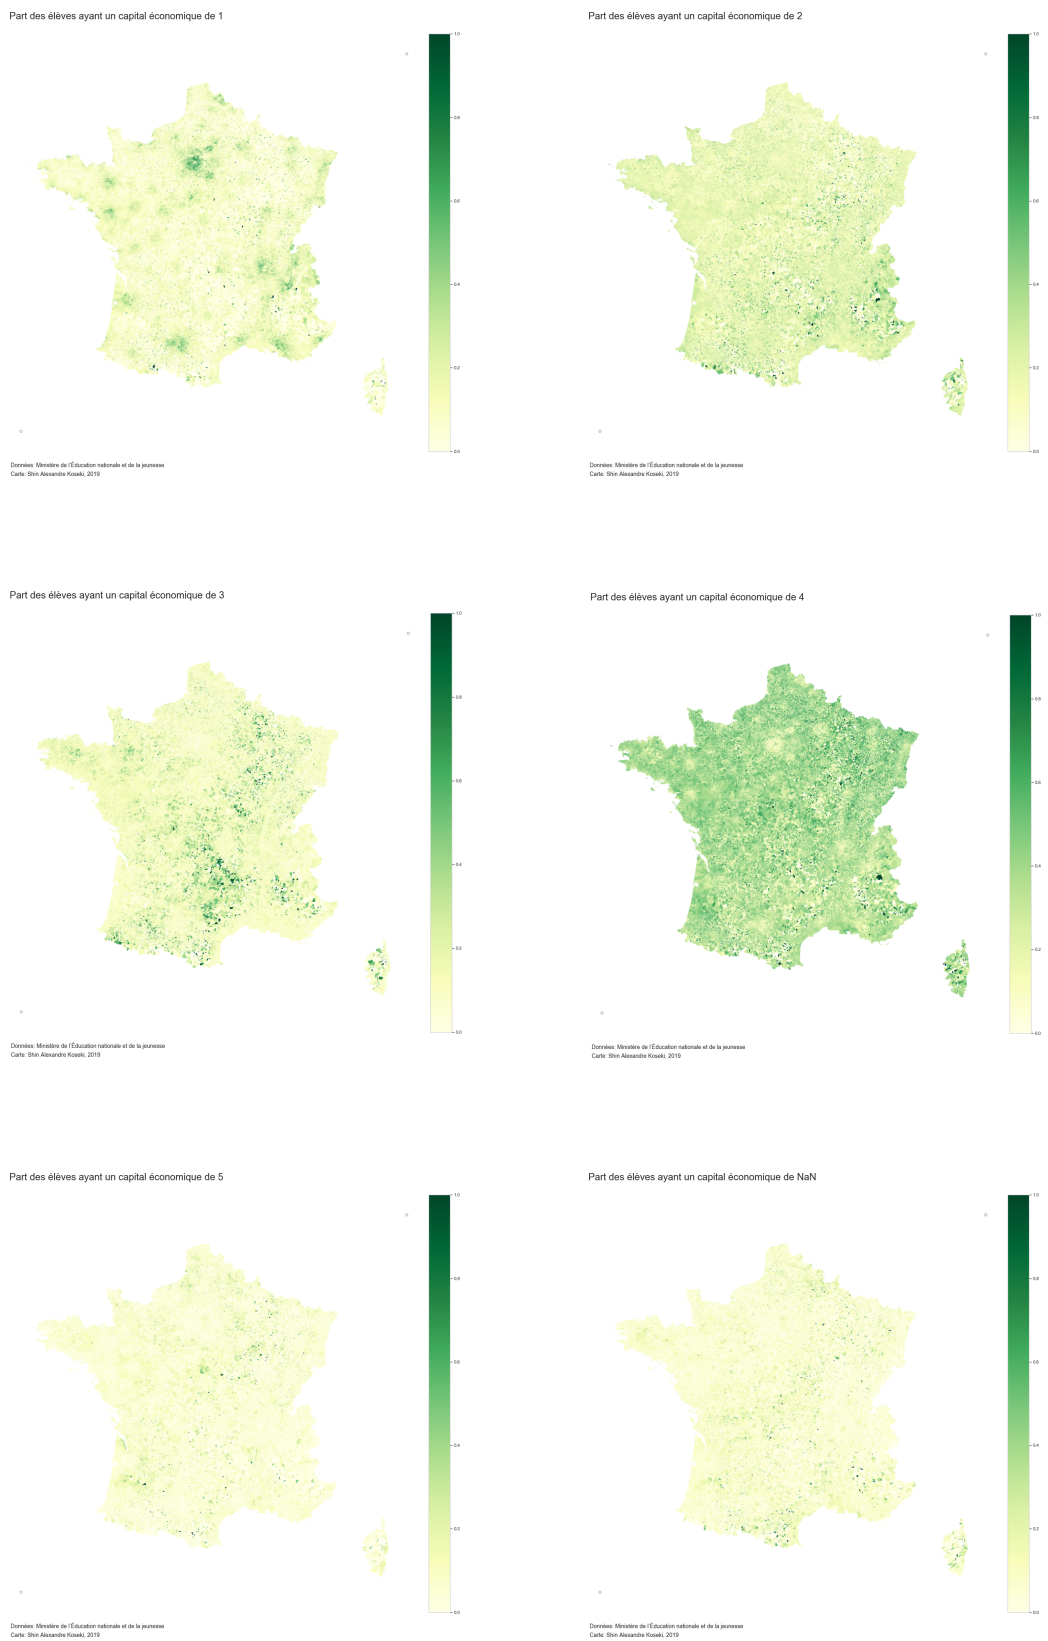 Part des élèves ayant un capital économique de 1
1.0
0.8
0.6
0.4
0.2
0.0
Données: Ministère de l'Éducation nationale et de la jeunesse
Carte: Shin Alexandre Koseki, 2019
Part des élèves ayant un capital économique de 2
1.0
0.8
0.6
0.4
0.2
0.0
Données: Ministère de l'Éducation nationale et de la jeunesse
Carte: Shin Alexandre Koseki, 2019
Part des élèves ayant un capital économique de 3
1.0
0.8
0.6
0.4
0.2
0.0
Données: Ministère de l'Éducation nationale et de la jeunesse
Carte: Shin Alexandre Koseki, 2019
Part des élèves ayant un capital économique de 4
1.0
0.8
0.6
0.4
0.2
0.0
Données: Ministère de l'Éducation nationale et de la jeunesse
Carte: Shin Alexandre Koseki, 2019
Part des élèves ayant un capital économique de 5
1.0
0.8
0.6
0.4
0.2
0.0
Données: Ministère de l'Éducation nationale et de la jeunesse
Carte: Shin Alexandre Koseki, 2019
Part des élèves ayant un capital économique de NaN
1.0
0.8
0.6
0.4
0.2
0.0
Données: Ministère de l'Éducation nationale et de la jeunesse
Carte: Shin Alexandre Koseki, 2019